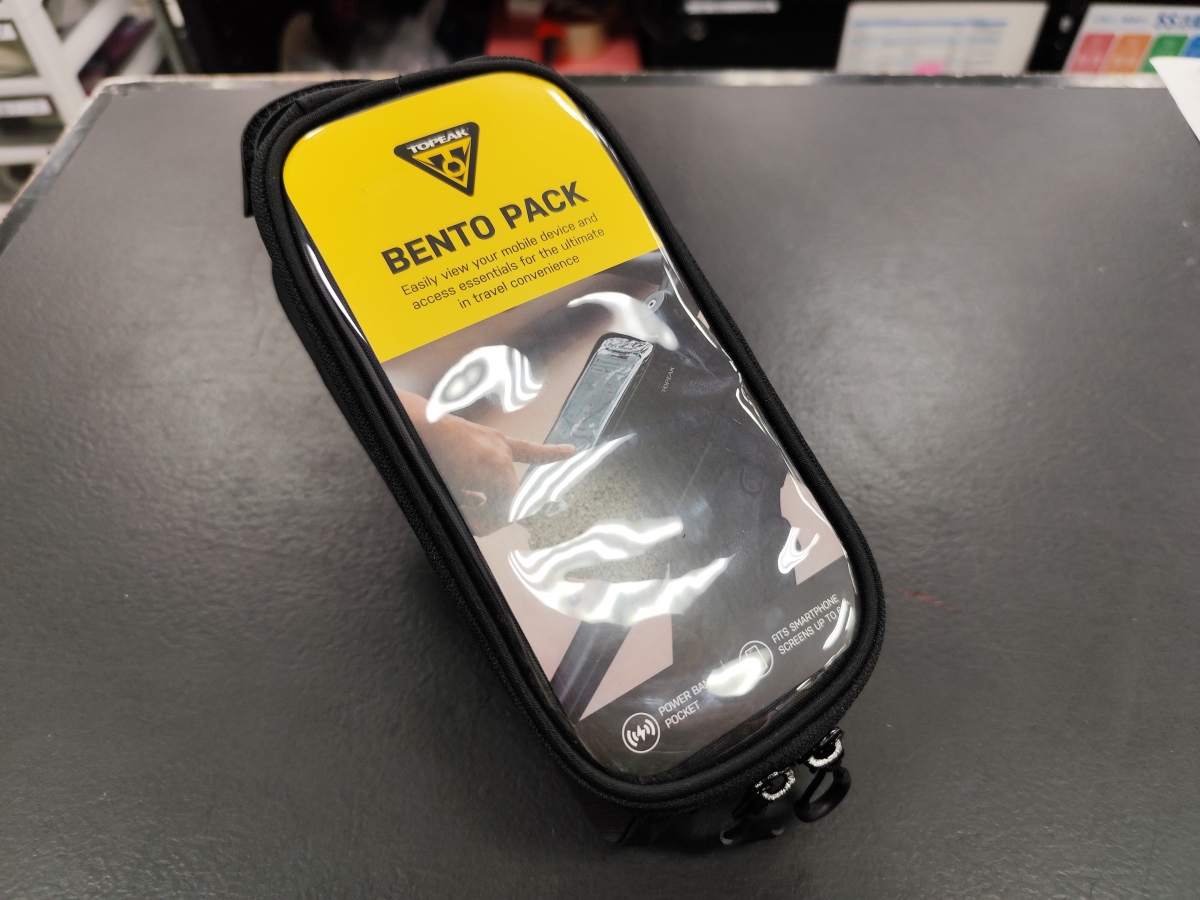 TOPEAK
BENTO PACK
Easily view your mobile device and
access essentials for the ultimate
in travel convenience
TOPEAK
POWER
POCKET
FITS SMARTPHONE
SCREENS UP TO